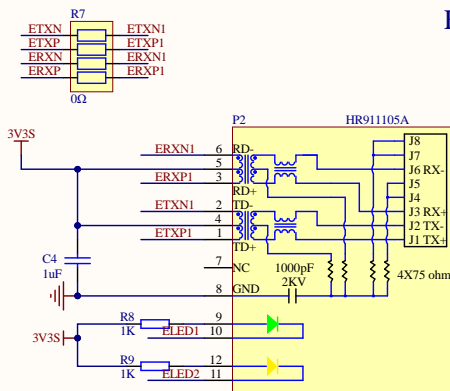 R7
ETXN ETXN1
ETXP ETXP1
ERXN ERXN1
ERXP ERXP1
0Ω
P2 HR911105A
3V3S
ERXN1 6 RD- J8
J7
5 J6 RX-
ERXP1 3 RD+ J5
J4
ETXN1 2 TD- J3 RX+
4 J2 TX-
ETXP1 1 TD+ J1 TX+
7 NC
C4
1uF
1000pF
2KV
4X75 ohm
8 GND
R8 9
1K ELED1 10
3V3S
R9 12
1K ELED2 11